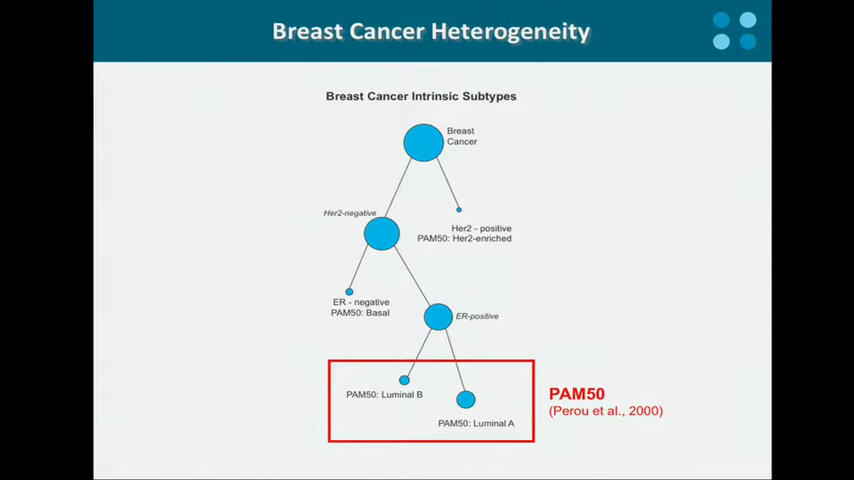 Breast Cancer Heterogeneity
Breast Cancer Intrinsic Subtypes
Breast
Cancer
Her2-negative
Her2 - positive
PAM50: Her2-enriched
ER - negative
PAM50: Basal
ER-positive
PAM50: Luminal B
PAM50: Luminal A
PAM50
(Perou et al., 2000)